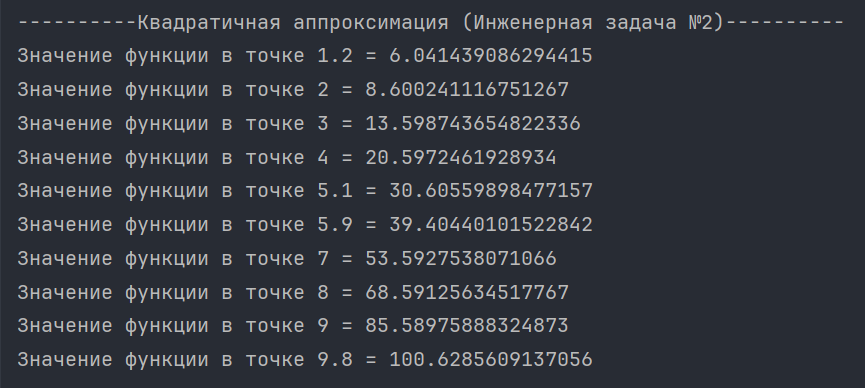 ----------Квадратичная аппроксимация (Инженерная задача №2)----------
Значение функции в точке 1.2 = 6.041439086294415
Значение функции в точке 2 = 8.600241116751267
Значение функции в точке 3 = 13.598743654822336
Значение функции в точке 4 = 20.5972461928934
Значение функции в точке 5.1 = 30.60559898477157
Значение функции в точке 5.9 = 39.40440101522842
Значение функции в точке 7 = 53.5927538071066
Значение функции в точке 8 = 68.59125634517767
Значение функции в точке 9 = 85.58975888324873
Значение функции в точке 9.8 = 100.6285609137056